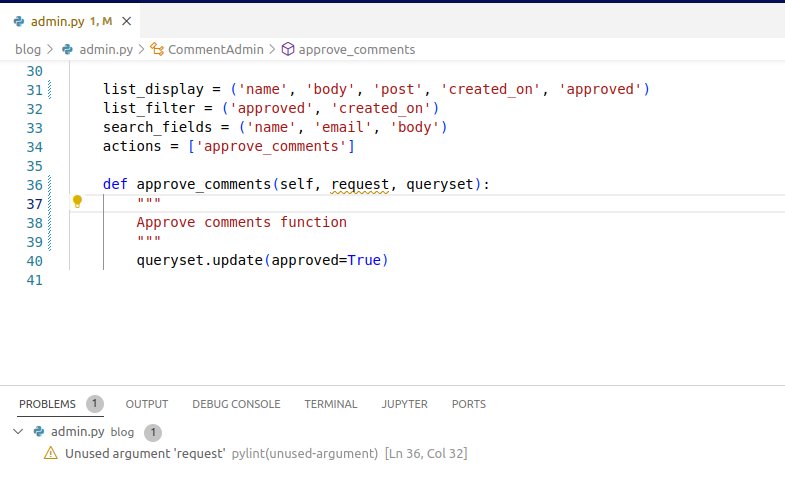 admin.py 1, M
blog > admin.py > CommentAdmin > approve_comments
30
31 list_display = ('name', 'body', 'post', 'created_on', 'approved')
32 list_filter = ('approved', 'created_on')
33 search_fields = ('name', 'email', 'body')
34 actions = ['approve_comments']
35
36 def approve_comments(self, request, queryset):
37 """
38 Approve comments function
39 """
40 queryset.update(approved=True)
41
PROBLEMS 1 OUTPUT DEBUG CONSOLE TERMINAL JUPYTER PORTS
admin.py blog 1
Unused argument 'request' pylint(unused-argument) [Ln 36, Col 32]